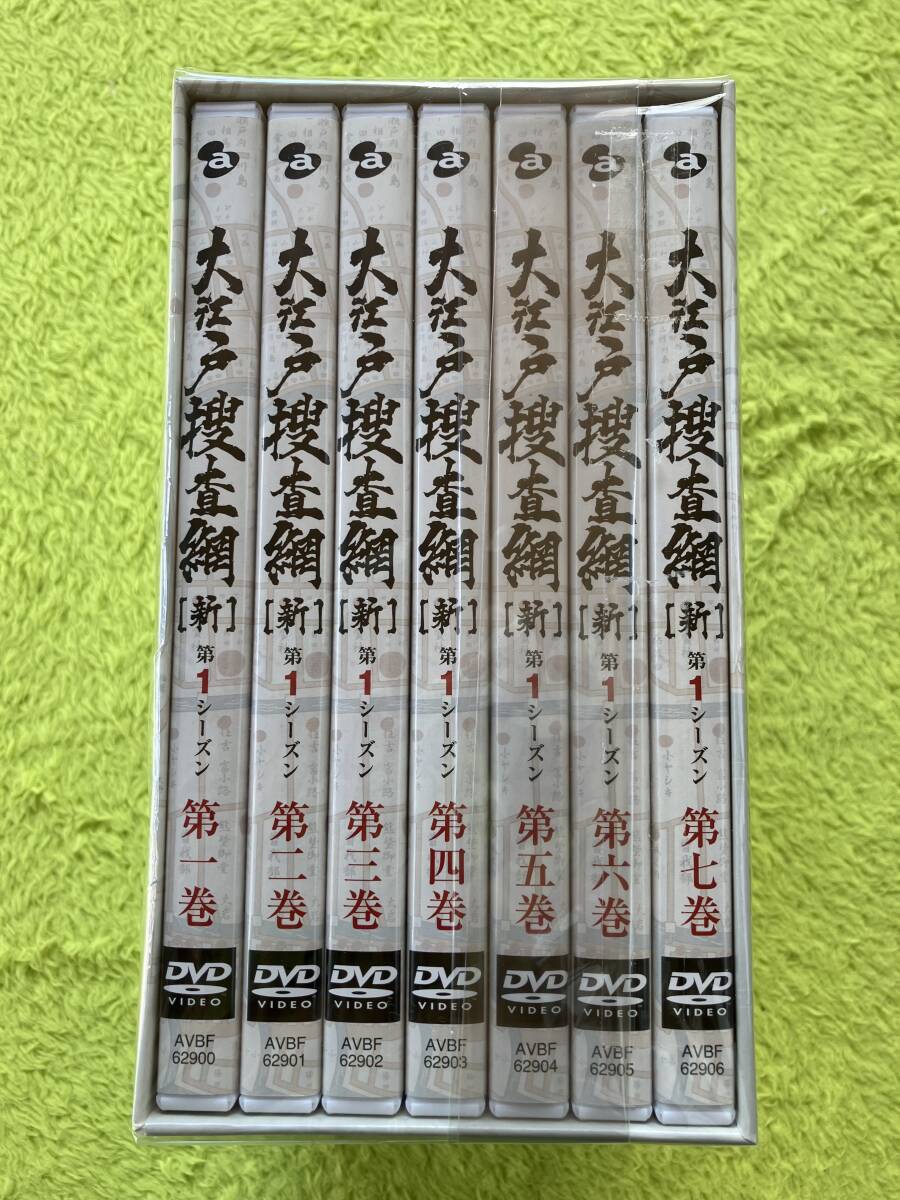 a
大江戸捜査網
[新]
第1シーズン
第一巻
DVD
VIDEO
AVBF
62900
a
大江戸捜査網
[新]
第1シーズン
第二巻
DVD
VIDEO
AVBF
62901
a
大江戸捜査網
[新]
第1シーズン
第三巻
DVD
VIDEO
AVBF
62902
a
大江戸捜査網
[新]
第1シーズン
第四巻
DVD
VIDEO
AVBF
62903
a
大江戸捜査網
[新]
第1シーズン
第五巻
DVD
VIDEO
AVBF
62904
a
大江戸捜査網
[新]
第1シーズン
第六巻
DVD
VIDEO
AVBF
62905
a
大江戸捜査網
[新]
第1シーズン
第七巻
DVD
VIDEO
AVBF
62906